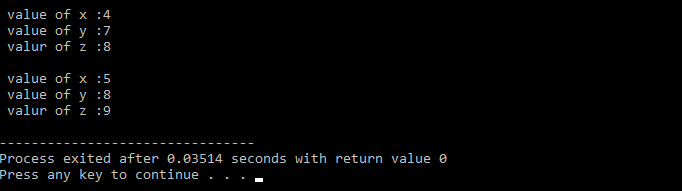 value of x :4
value of y :7
valur of z :8
value of x :5
value of y :8
valur of z :9
--------------------------------
Process exited after 0.03514 seconds with return value 0
Press any key to continue . . .